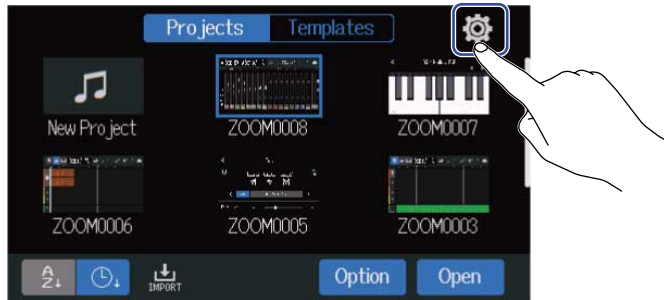 Projects Templates
New Project ZOOM0008 ZOOM0007
ZOOM0006 ZOOM0005 ZOOM0003
A
Z
IMPORT Option Open